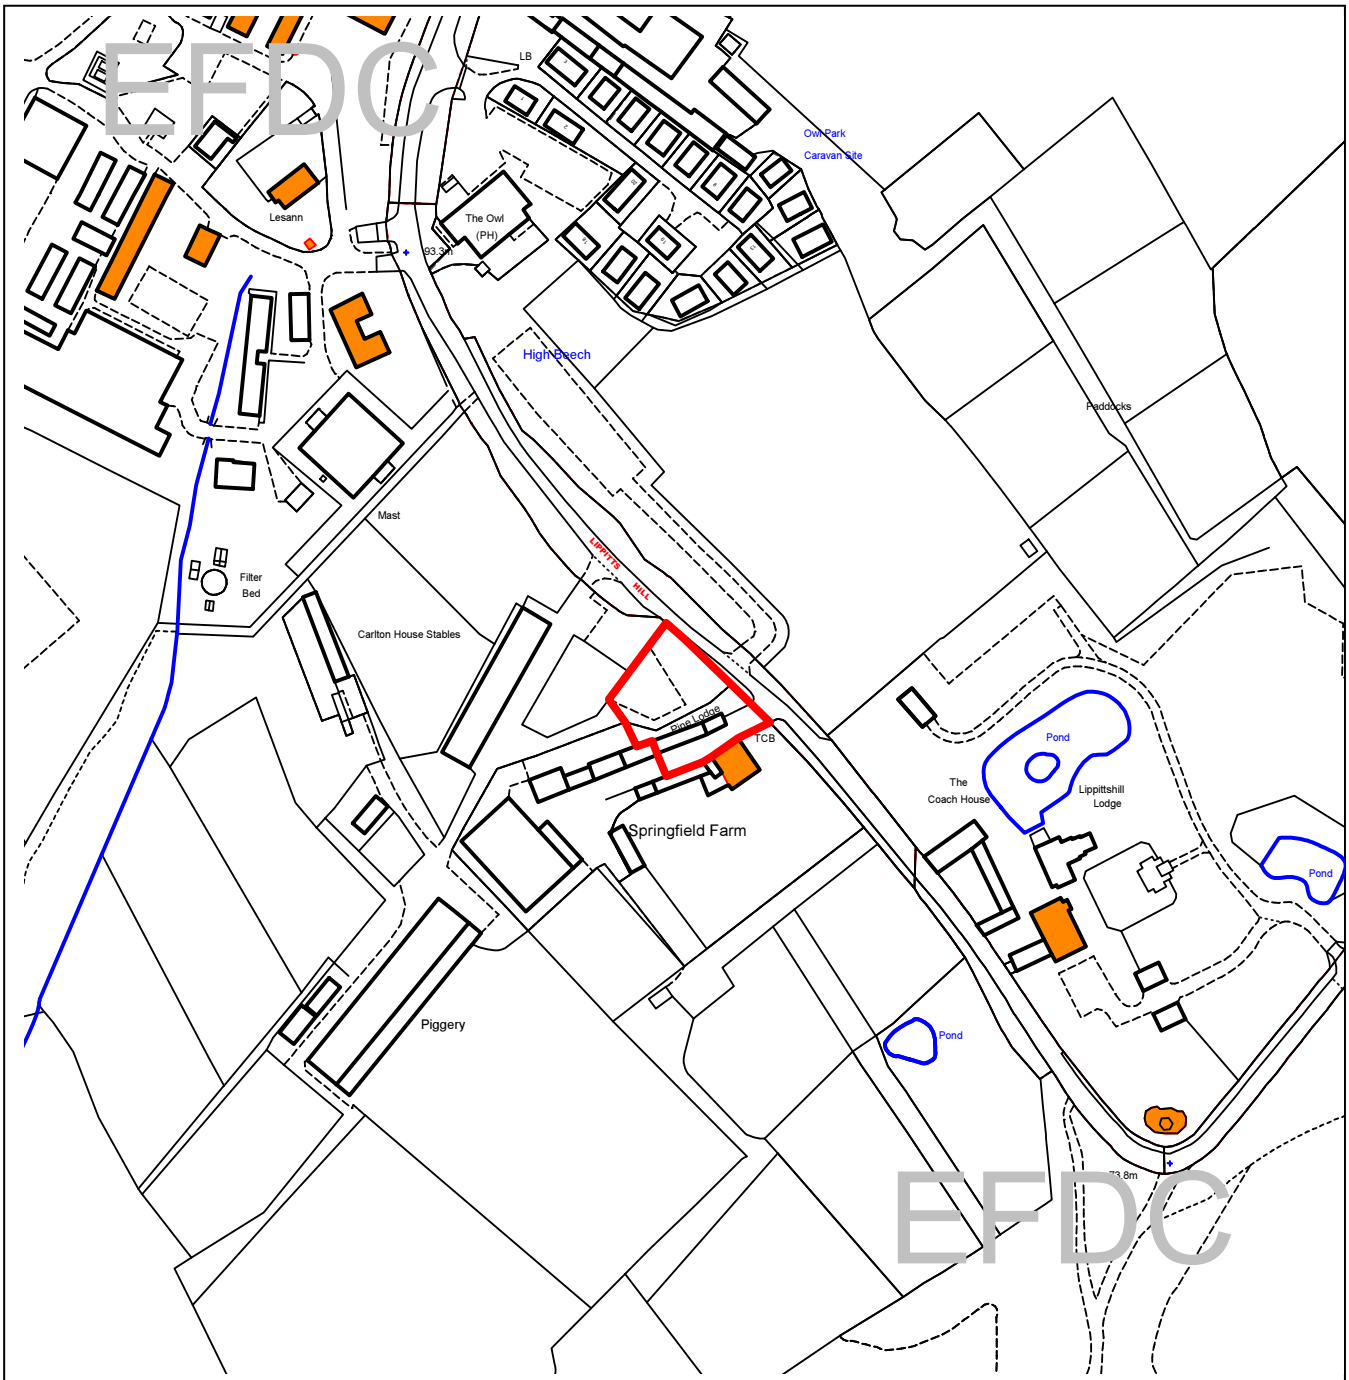 EFDC
LB
Owl Park
Caravan Site
Lesann
The Owl
(PH)
93.3m
High Beech
Paddocks
Mast
LIPPITTS
HILL
Filter
Bed
Carlton House Stables
Pine Lodge
TCB
Pond
The
Coach House
Lippittshill
Lodge
Springfield Farm
Pond
Piggery
Pond
73.8m
EFDC